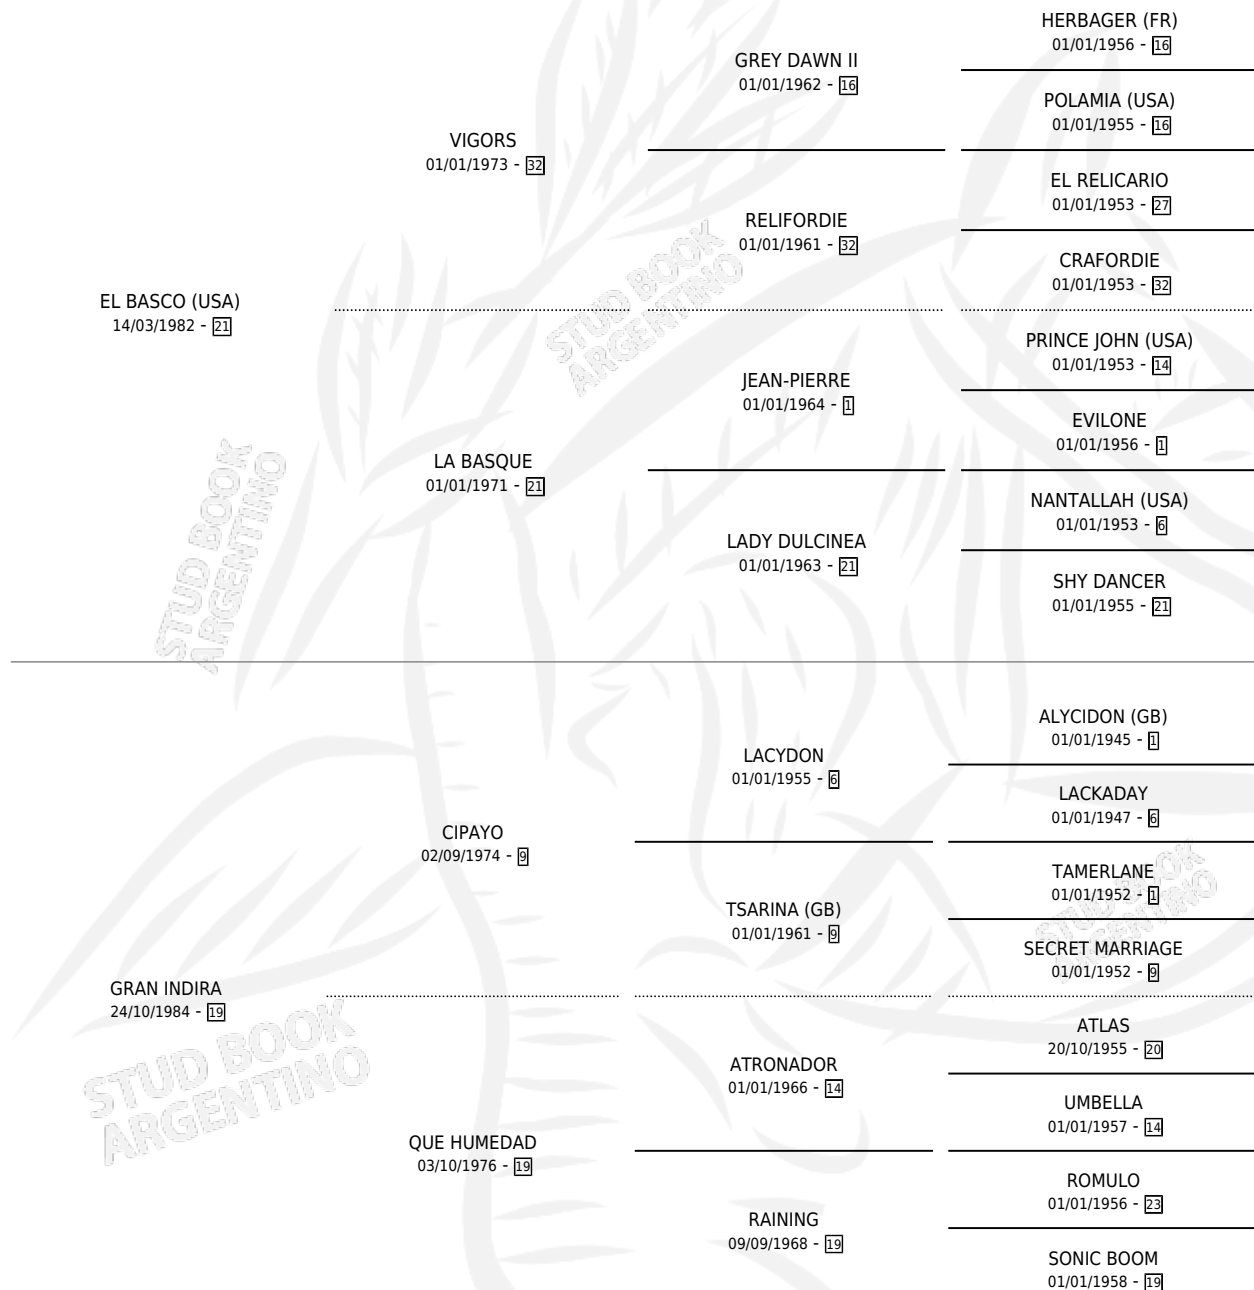 HERBAGER (FR)
01/01/1956 - 16
GREY DAWN II
01/01/1962 - 16
POLAMIA (USA)
01/01/1955 - 16
VIGORS
01/01/1973 - 32
EL RELICARIO
01/01/1953 - 27
RELIFORDIE
01/01/1961 - 32
CRAFORDIE
01/01/1953 - 32
EL BASCO (USA)
14/03/1982 - 21
PRINCE JOHN (USA)
01/01/1953 - 14
JEAN-PIERRE
01/01/1964 - 1
EVILONE
01/01/1956 - 1
LA BASQUE
01/01/1971 - 21
NANTALLAH (USA)
01/01/1953 - 6
LADY DULCINEA
01/01/1963 - 21
SHY DANCER
01/01/1955 - 21
ALYCIDON (GB)
01/01/1945 - 1
LACYDON
01/01/1955 - 6
LACKADAY
01/01/1947 - 6
CIPAYO
02/09/1974 - 9
TAMERLANE
01/01/1952 - 1
TSARINA (GB)
01/01/1961 - 9
SECRET MARRIAGE
01/01/1952 - 9
GRAN INDIRA
24/10/1984 - 19
ATLAS
20/10/1955 - 20
ATRONADOR
01/01/1966 - 14
UMBELLA
01/01/1957 - 14
QUE HUMEDAD
03/10/1976 - 19
ROMULO
01/01/1956 - 23
RAINING
09/09/1968 - 19
SONIC BOOM
01/01/1958 - 19
STUD BOOK
ARGENTINO
STUD BOOK
ARGENTINO
STUD BOOK
ARGENTINO
STUD BOOK
ARGENTINO